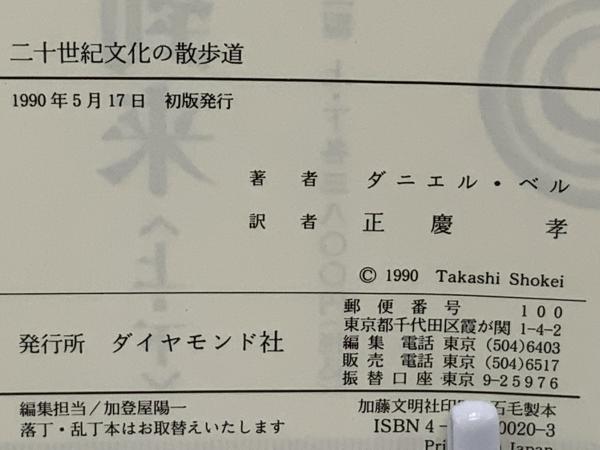 二十世紀文化の散歩道
1990年5月17日 初版発行
著者 ダニエル・ベル
訳者 正慶孝
© 1990 Takashi Shokei
発行所 ダイヤモンド社
郵便番号 100
東京都千代田区霞が関 1-4-2
編集 電話 東京 (504)6403
販売 電話 東京 (504)6517
振替口座 東京 9-25976
編集担当/加登屋陽一
落丁・乱丁本はお取替えいたします
加藤文明社印 石毛製本
ISBN4- 0020-3
Japan